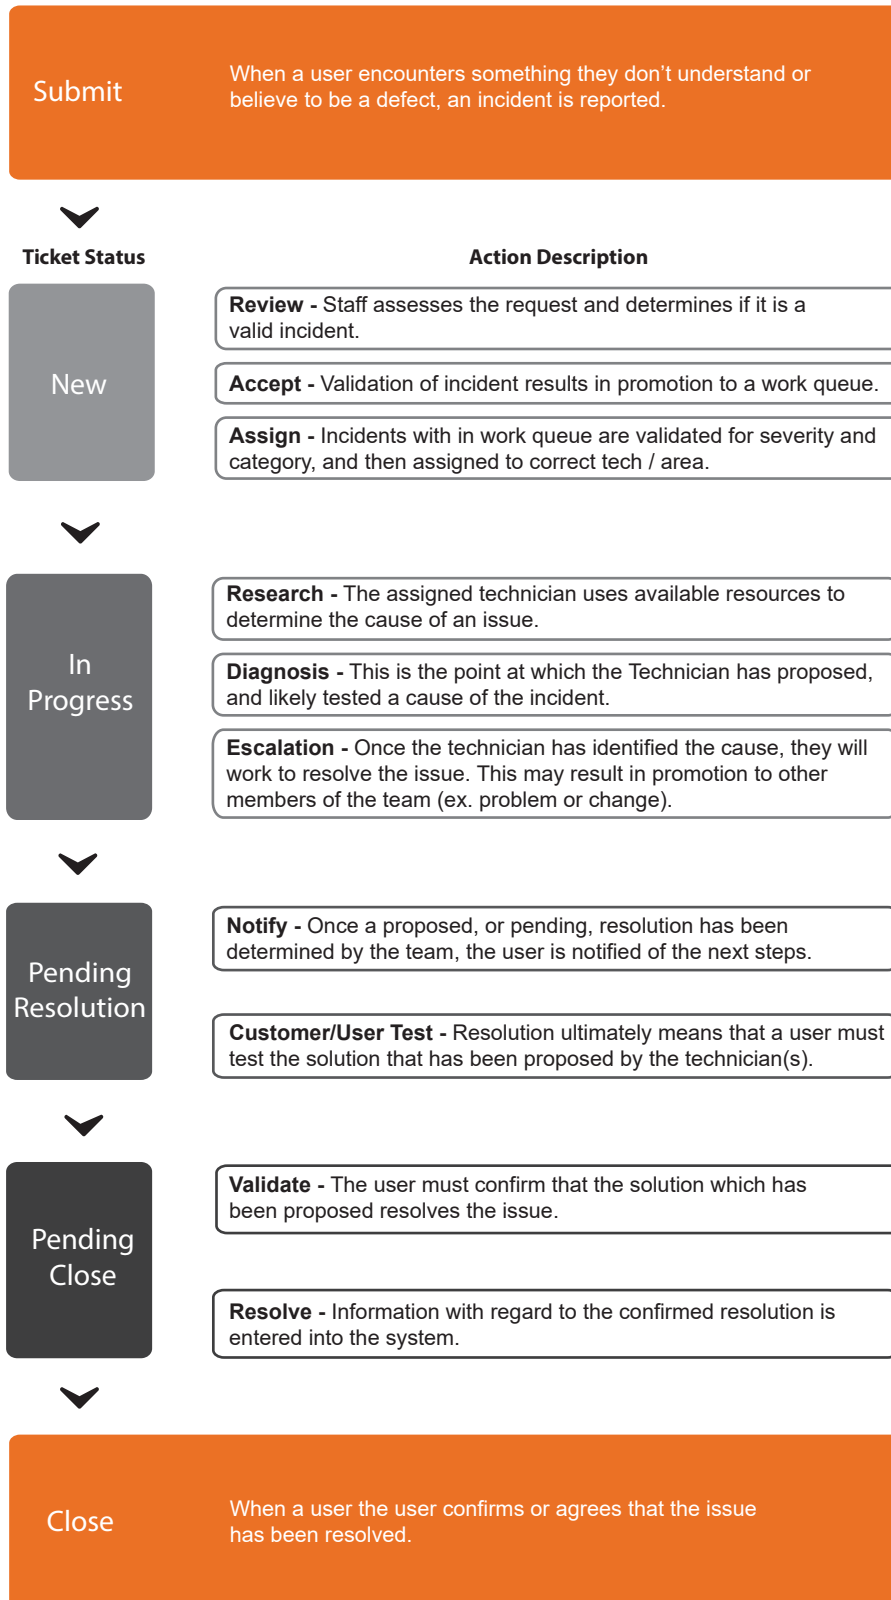 Submit
When a user encounters something they don't understand or
believe to be a defect, an incident is reported.
Ticket Status
Action Description
New
Review - Staff assesses the request and determines if it is a
valid incident.
Accept - Validation of incident results in promotion to a work queue.
Assign - Incidents with in work queue are validated for severity and
category, and then assigned to correct tech / area.
In
Progress
Research - The assigned technician uses available resources to
determine the cause of an issue.
Diagnosis - This is the point at which the Technician has proposed,
and likely tested a cause of the incident.
Escalation - Once the technician has identified the cause, they will
work to resolve the issue. This may result in promotion to other
members of the team (ex. problem or change).
Pending
Resolution
Notify - Once a proposed, or pending, resolution has been
determined by the team, the user is notified of the next steps.
Customer/User Test - Resolution ultimately means that a user must
test the solution that has been proposed by the technician(s).
Pending
Close
Validate - The user must confirm that the solution which has
been proposed resolves the issue.
Resolve - Information with regard to the confirmed resolution is
entered into the system.
Close
When a user the user confirms or agrees that the issue
has been resolved.